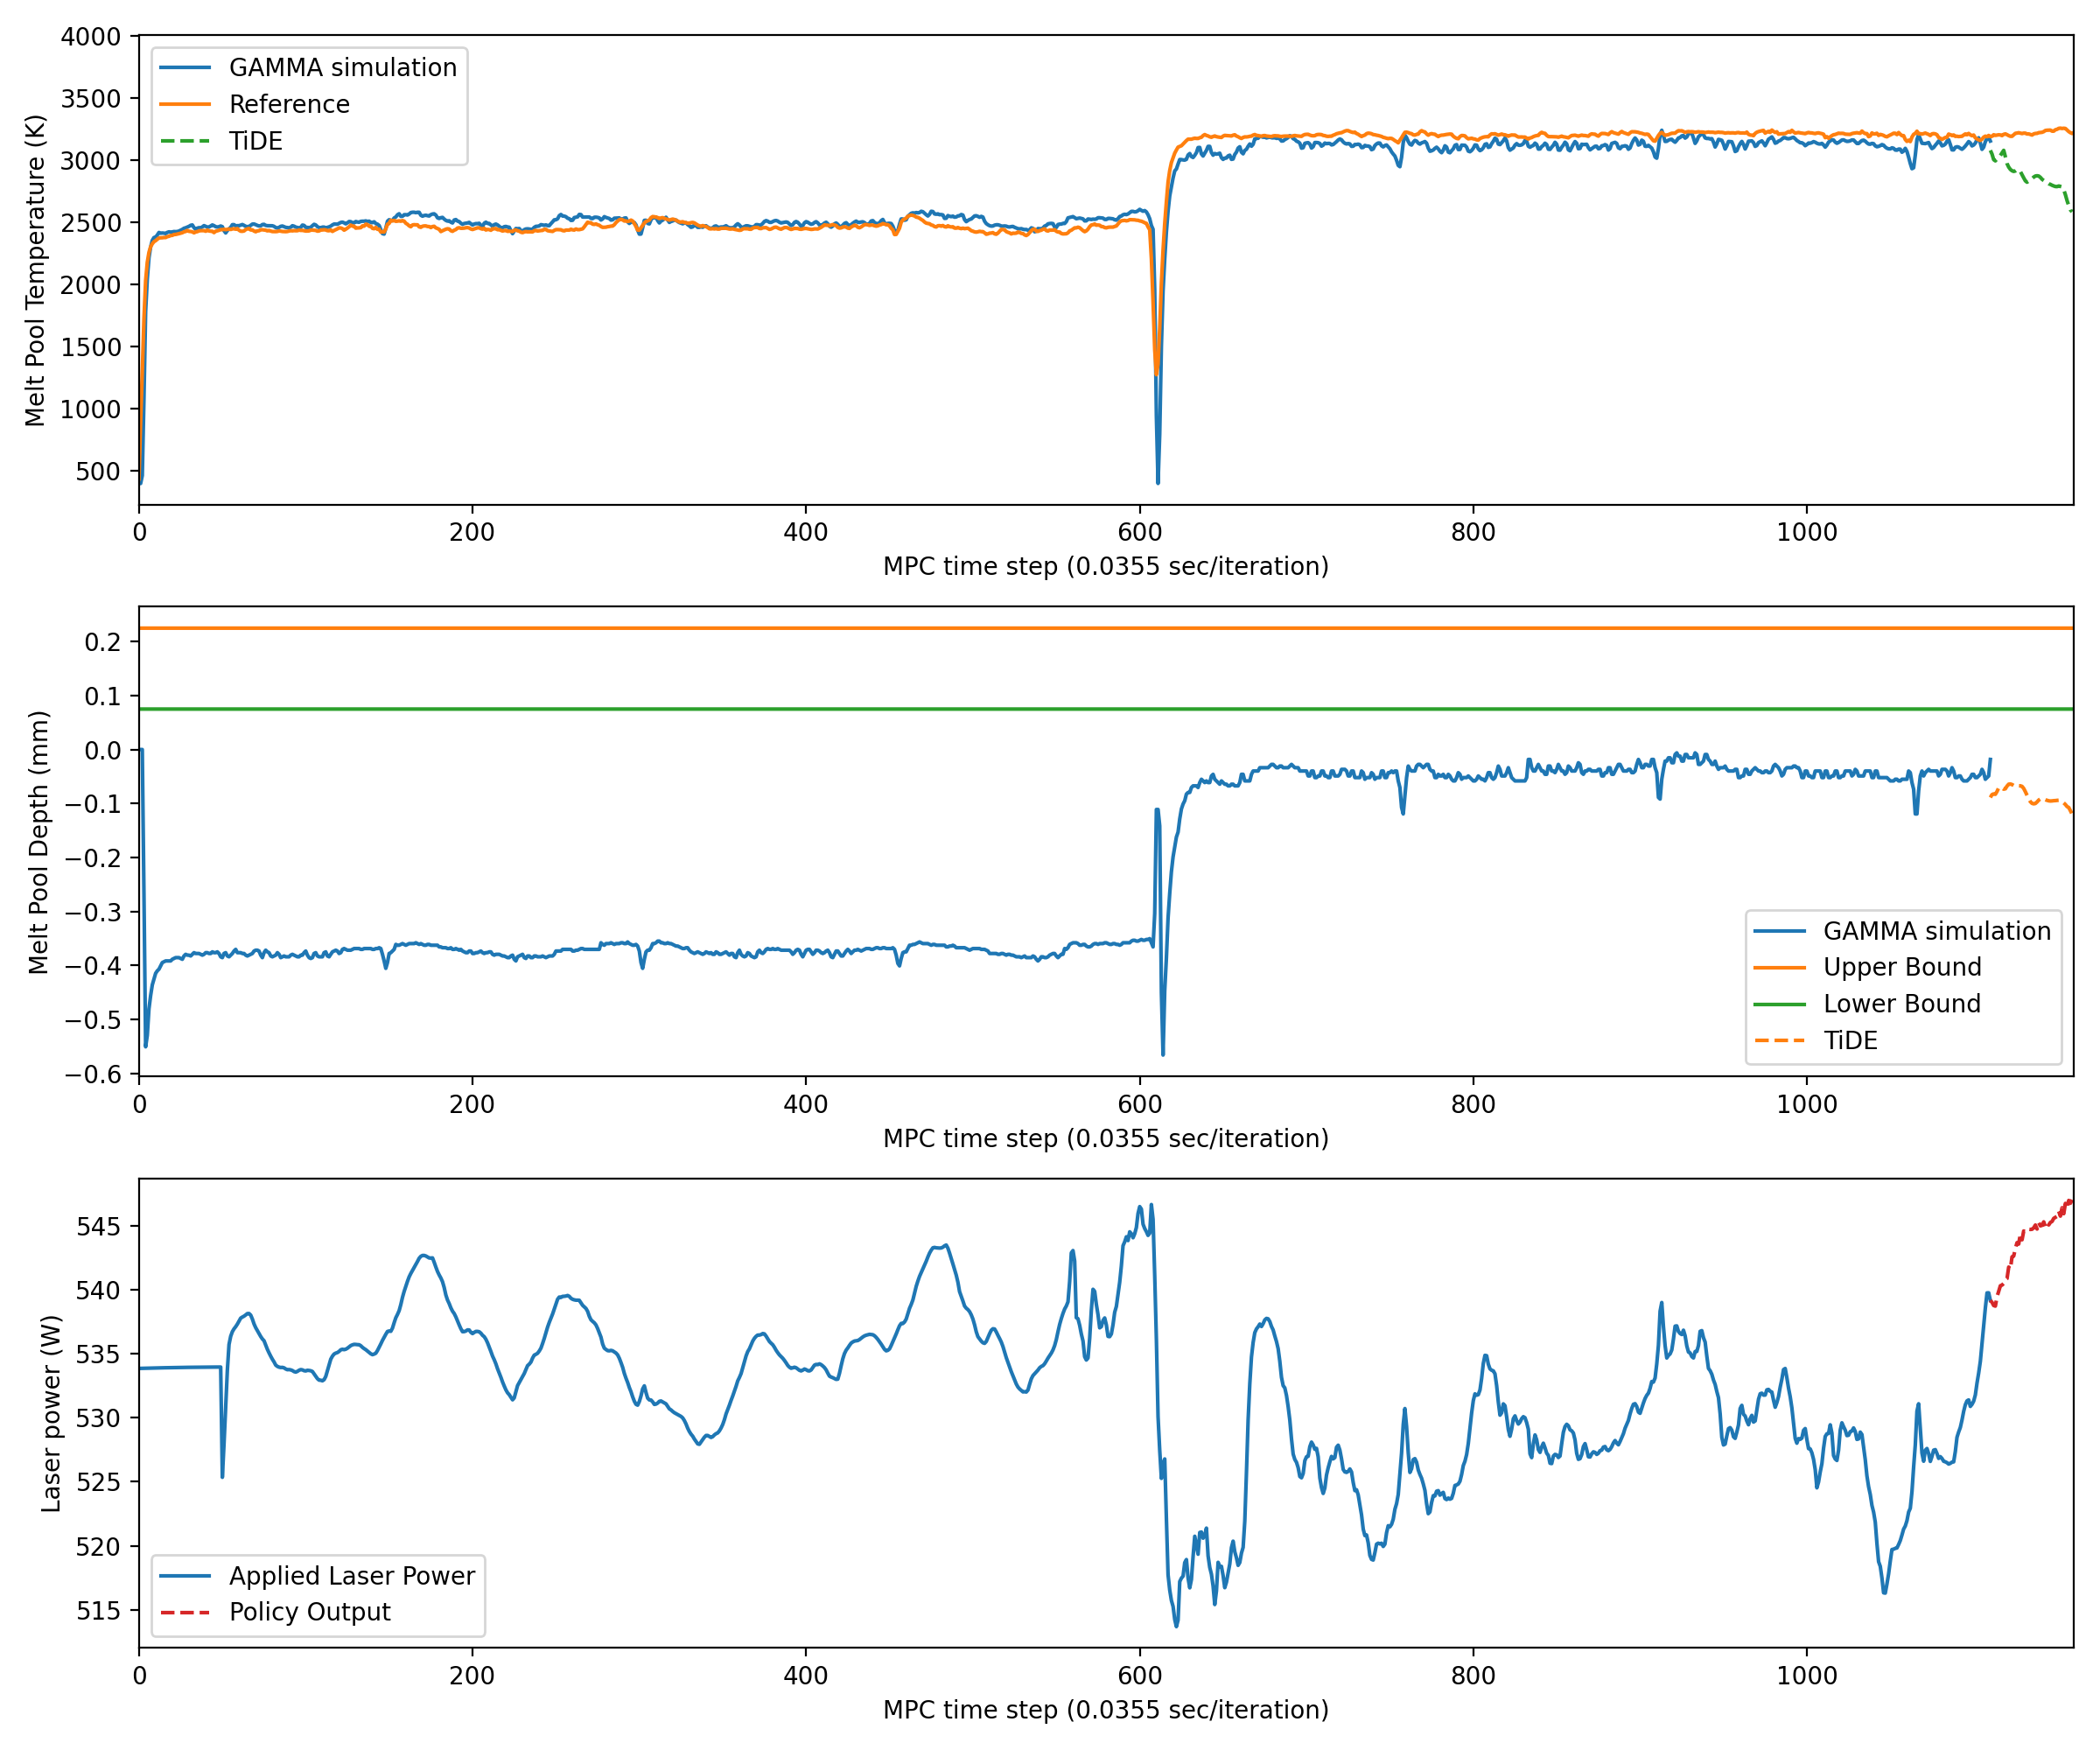 4000
3500
3000
2500
2000
1500
1000
500
Melt Pool Temperature (K)
GAMMA simulation
Reference
TiDE
0
200
400
600
800
1000
MPC time step (0.0355 sec/iteration)
0.2
0.1
0.0
−0.1
−0.2
−0.3
−0.4
−0.5
−0.6
Melt Pool Depth (mm)
GAMMA simulation
Upper Bound
Lower Bound
TiDE
0
200
400
600
800
1000
MPC time step (0.0355 sec/iteration)
545
540
535
530
525
520
515
Laser power (W)
Applied Laser Power
Policy Output
0
200
400
600
800
1000
MPC time step (0.0355 sec/iteration)